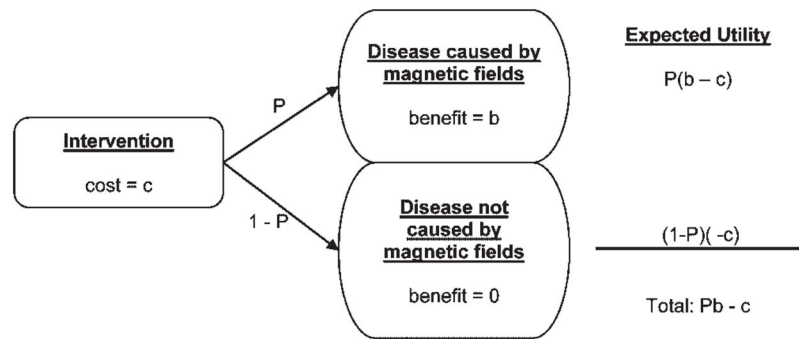 Intervention
cost = c
P
1 - P
Disease caused by
magnetic fields
benefit = b
Disease not
caused by
magnetic fields
benefit = 0
Expected Utility
P(b – c)
(1-P)( -c)
Total: Pb - c